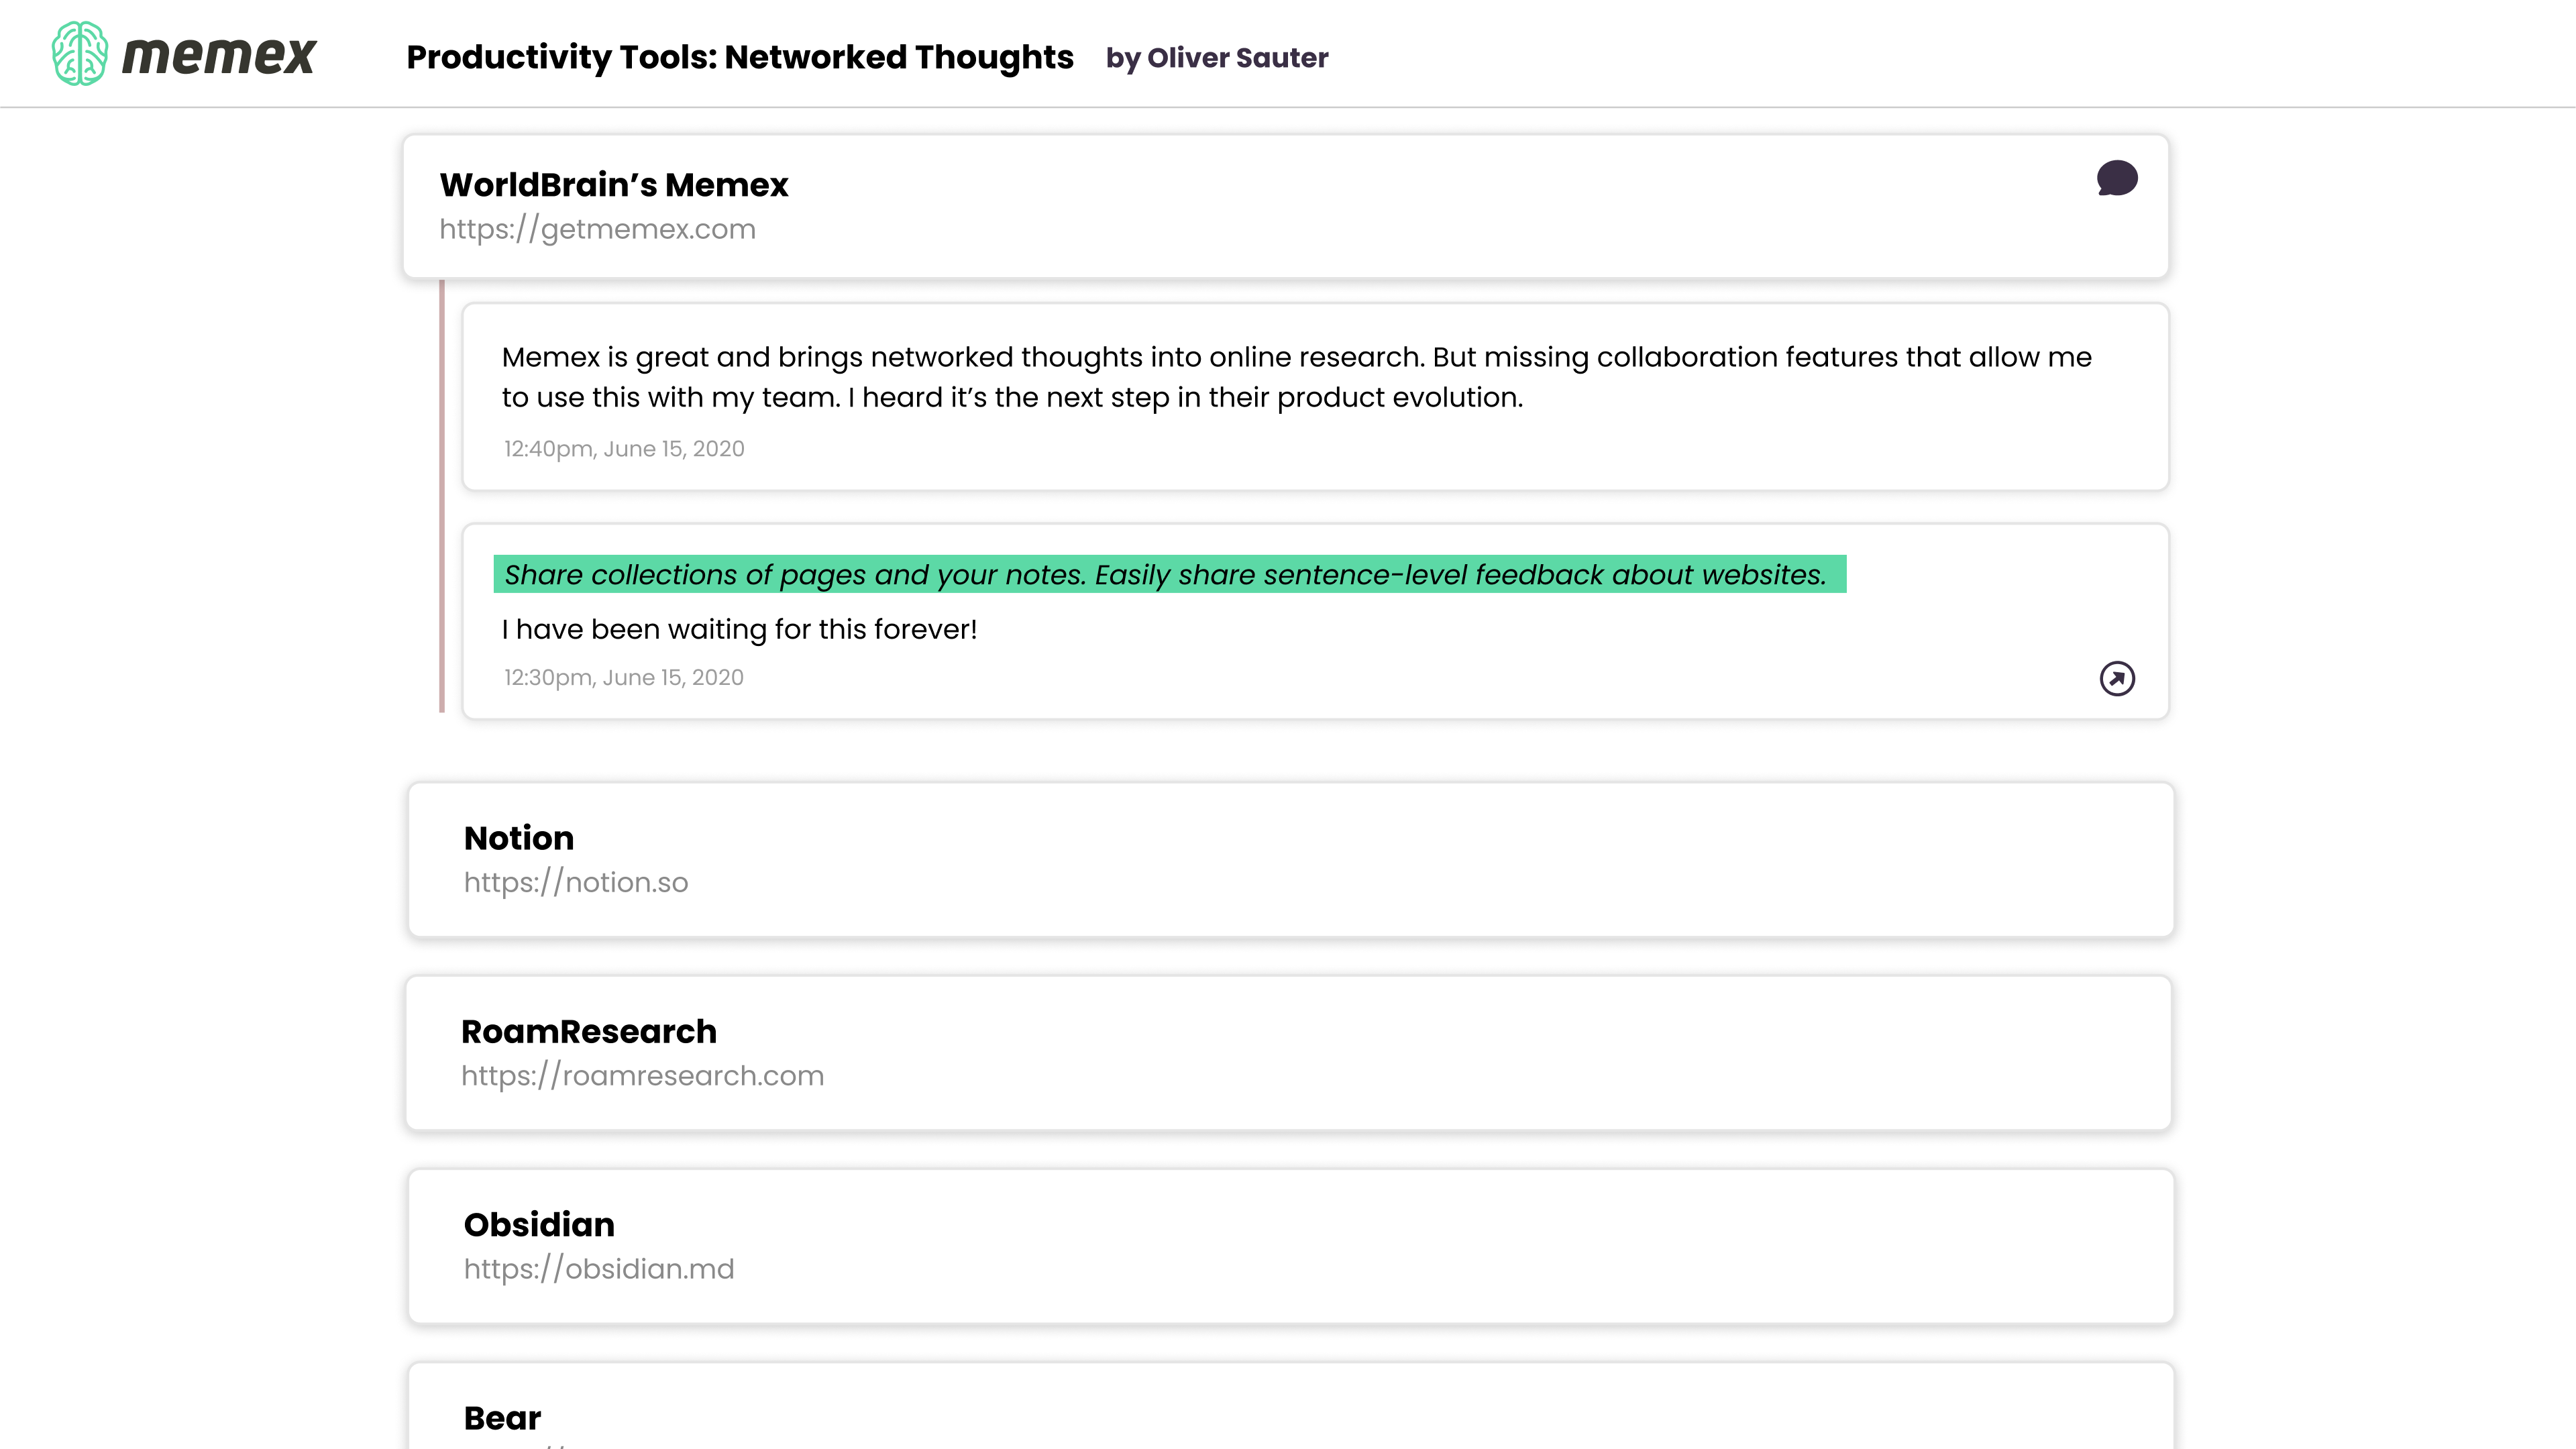 memex
Productivity Tools: Networked Thoughts by Oliver Sauter
WorldBrain’s Memex
https://getmemex.com
Memex is great and brings networked thoughts into online research. But missing collaboration features that allow me
to use this with my team. I heard it’s the next step in their product evolution.
12:40pm, June 15, 2020
Share collections of pages and your notes. Easily share sentence-level feedback about websites.
I have been waiting for this forever!
12:30pm, June 15, 2020
Notion
https://notion.so
RoamResearch
https://roamresearch.com
Obsidian
https://obsidian.md
Bear